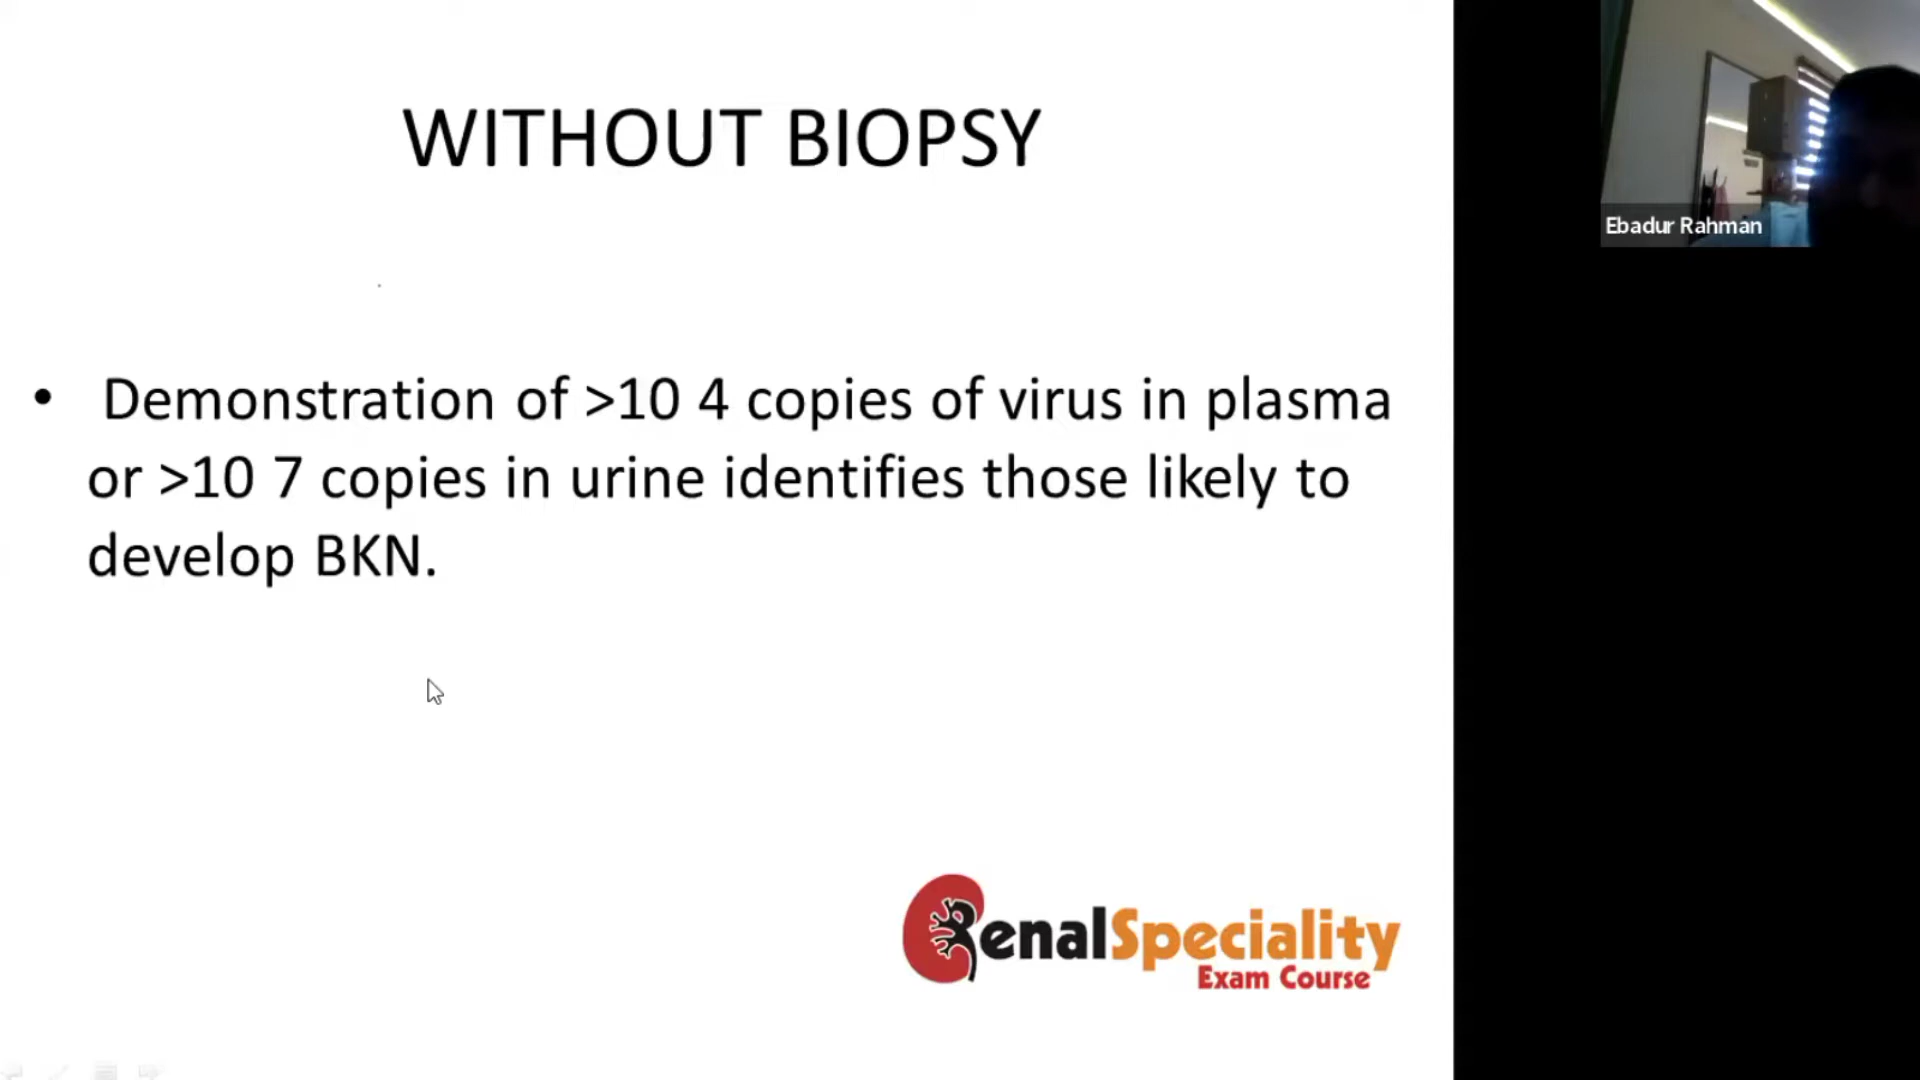 WITHOUT BIOPSY
• Demonstration of >10 4 copies of virus in plasma
or >10 7 copies in urine identifies those likely to
develop BKN.
RenalSpeciality
Exam Course
Ebadur Rahman